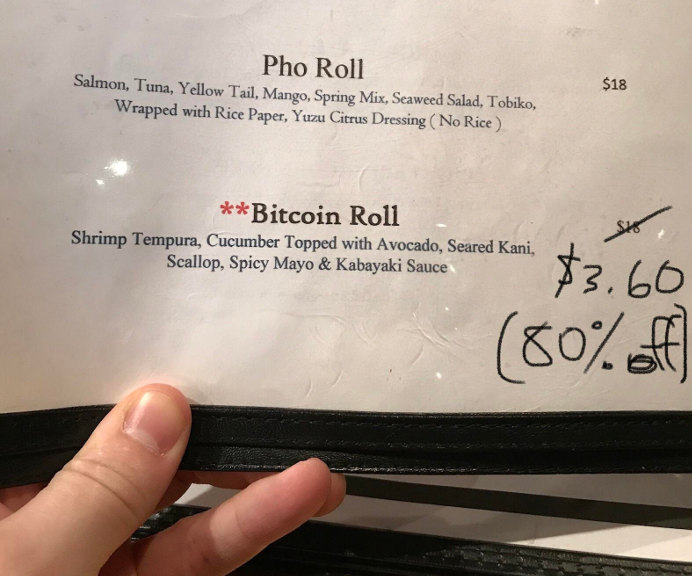 Pho Roll
$18
Salmon, Tuna, Yellow Tail, Mango, Spring Mix, Seaweed Salad, Tobiko,
Wrapped with Rice Paper, Yuzu Citrus Dressing ( No Rice )
**Bitcoin Roll
$18
Shrimp Tempura, Cucumber Topped with Avocado, Seared Kani,
Scallop, Spicy Mayo & Kabayaki Sauce
$3.60
(80% off)